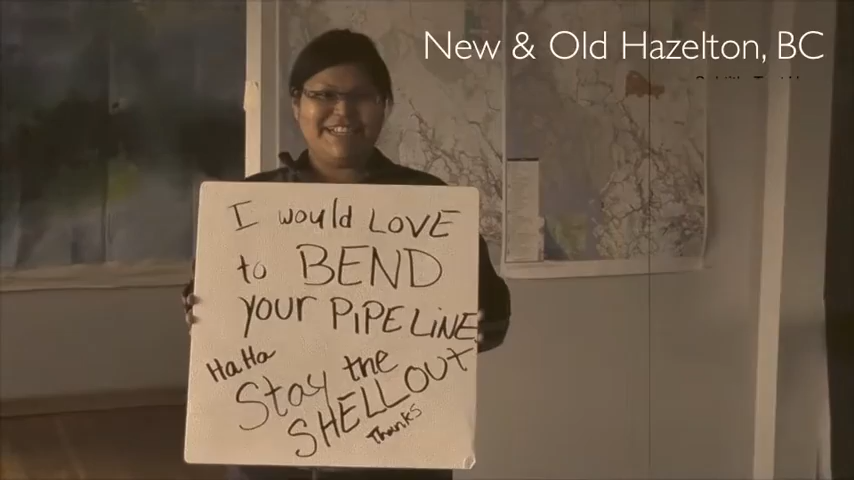 New & Old Hazelton, BC
I would LOVE
to BEND
your PiPELiNE
HaHa
Stay the
SHELL OUT
Thanks